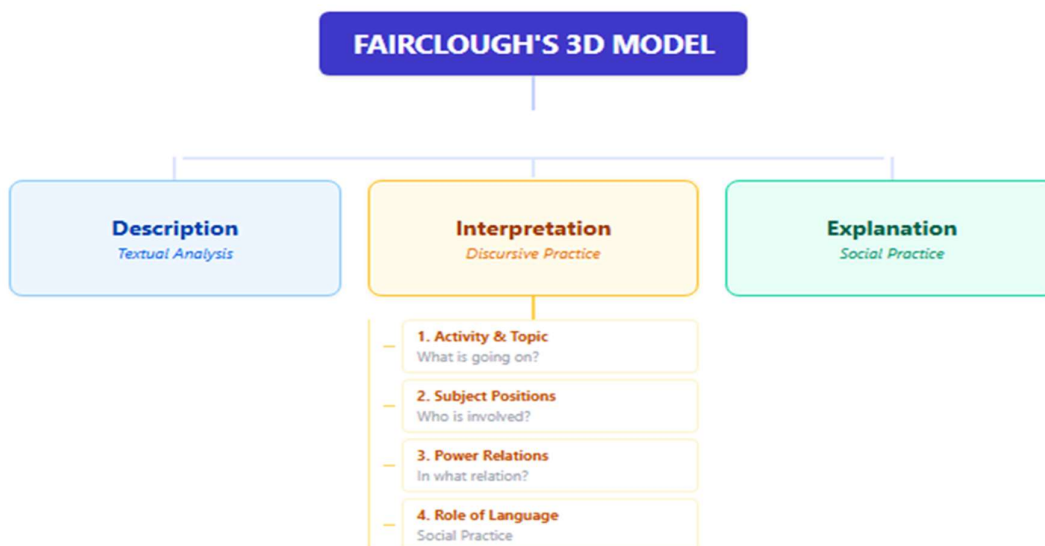 FAIRCLOUGH'S 3D MODEL
Description
Textual Analysis
Interpretation
Discursive Practice
Explanation
Social Practice
1. Activity & Topic
What is going on?
2. Subject Positions
Who is involved?
3. Power Relations
In what relation?
4. Role of Language
Social Practice